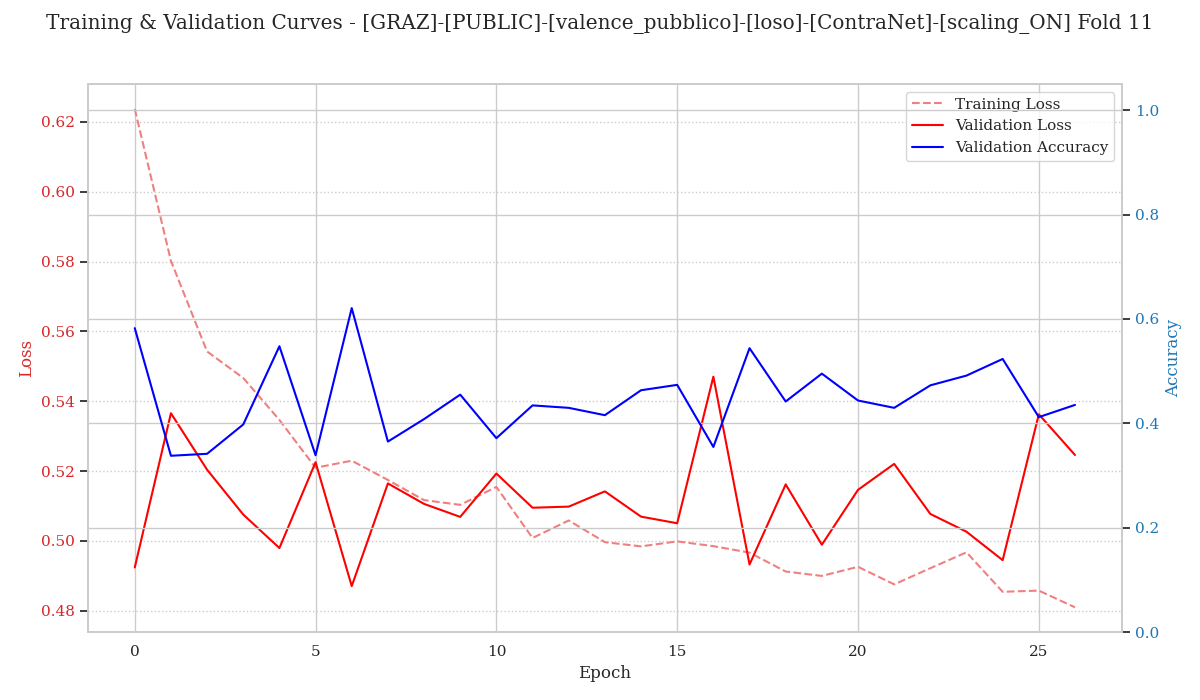 Training & Validation Curves - [GRAZ]-[PUBLIC]-[valence_pubblico]-[loso]-[ContraNet]-[scaling_ON] Fold 11
Training Loss
Validation Loss
Validation Accuracy
0.62
0.60
0.58
0.56
0.54
0.52
0.50
0.48
Loss
1.0
0.8
0.6
0.4
0.2
0.0
Accuracy
0
5
10
15
20
25
Epoch